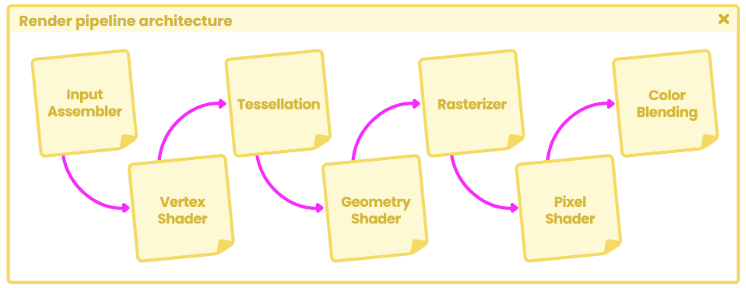 Render pipeline architecture
Input
Assembler
Vertex
Shader
Tessellation
Geometry
Shader
Rasterizer
Pixel
Shader
Color
Blending